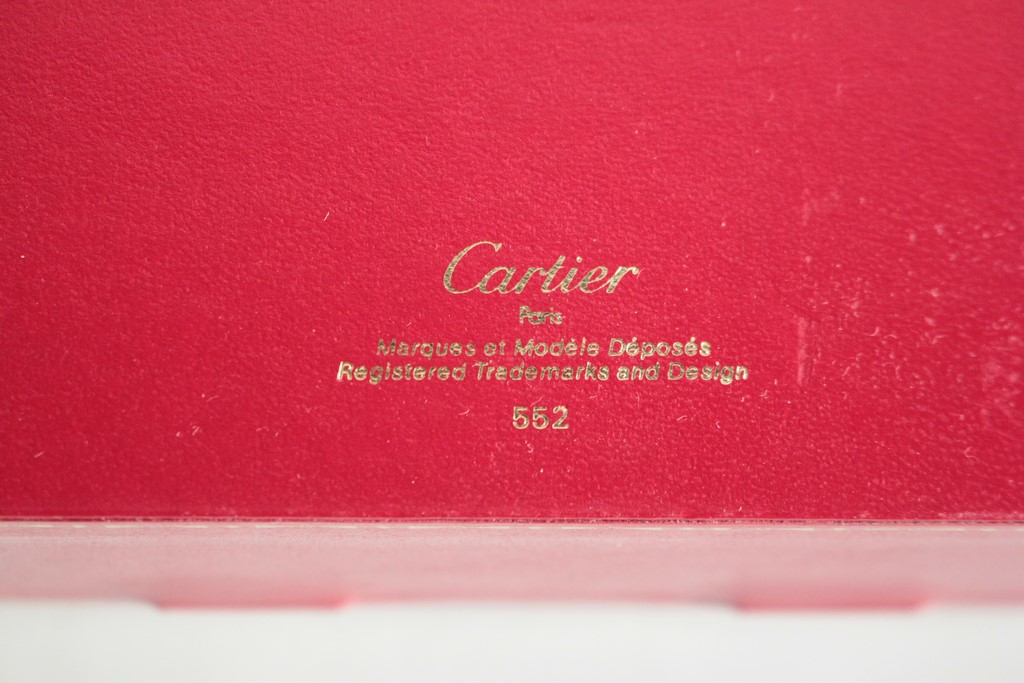 Cartier
Paris
Marques et Modèle Déposés
Registered Trademarks and Design
552